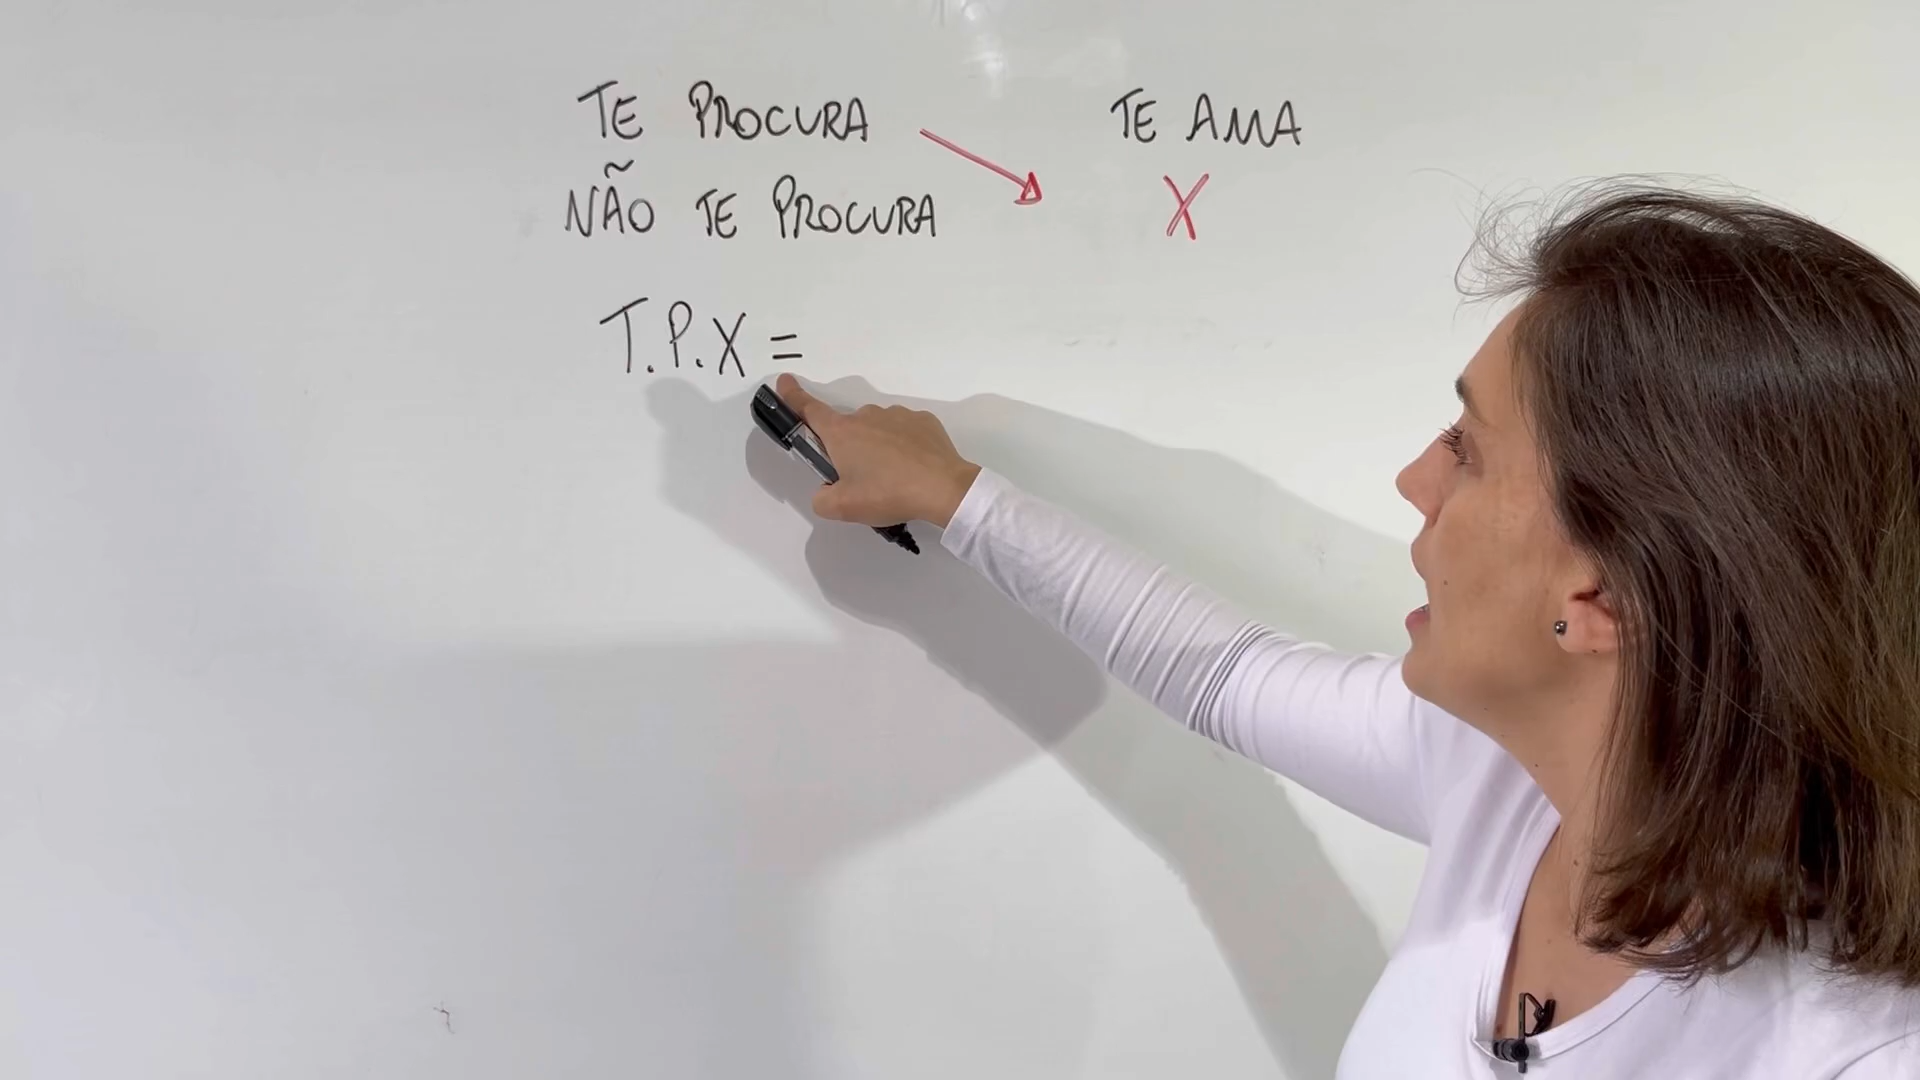 TE PROCURA TE AMA
NÃO TE PROCURA X
T.P.X =